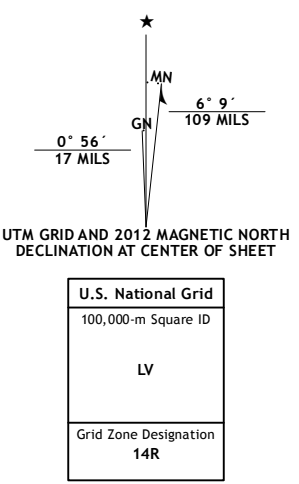 ★
MN
6° 9´
109 MILS
GN
0° 56´
17 MILS
UTM GRID AND 2012 MAGNETIC NORTH
DECLINATION AT CENTER OF SHEET
U.S. National Grid
100,000-m Square ID
LV
Grid Zone Designation
14R